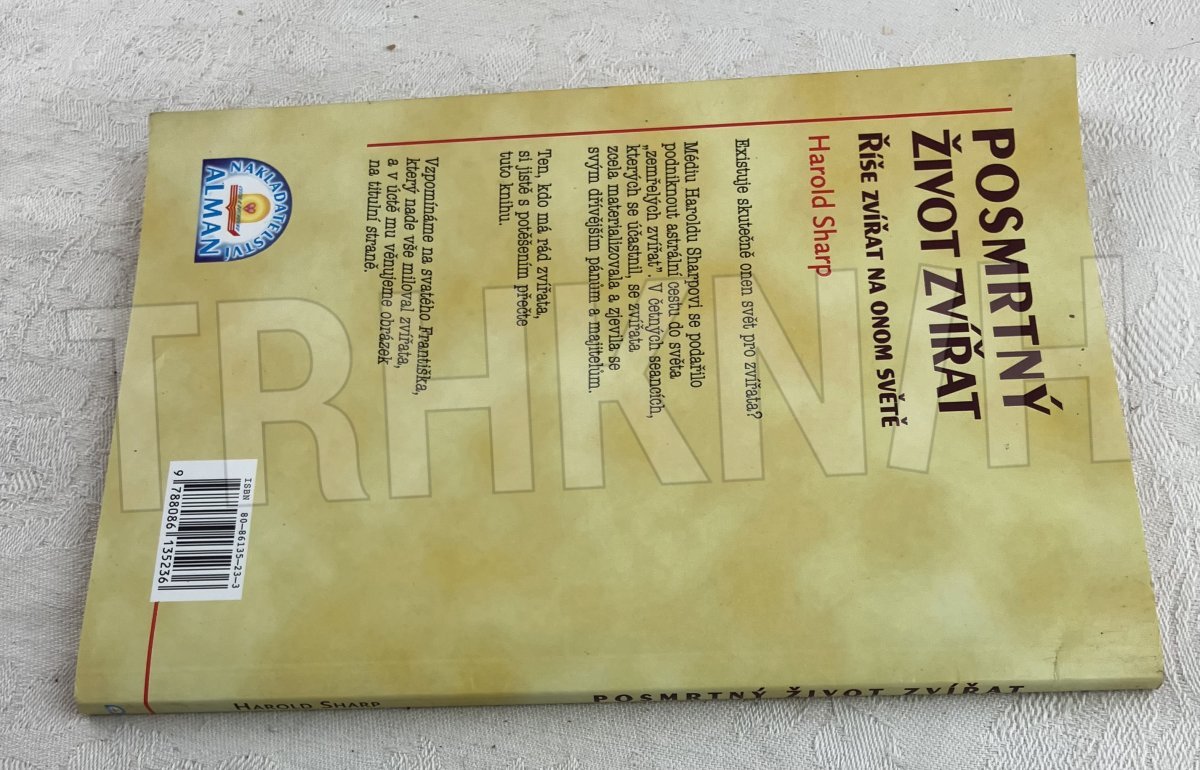 POSMRTNÝ
ŽIVOT ZVÍŘAT
ŘÍŠE ZVÍŘAT NA ONOM SVĚTĚ
Harold Sharp
Existuje skutečně onen svět pro zvířata?
Médiu Haroldu Sharpovi se podařilo
podniknout astrální cestu do světa
„zemřelých zvířat". V četných seancích,
kterých se účastnil, se zvířata
zcela materializovala a zjevila se
svým dřívějším pánům a majitelům.
Ten, kdo má rád zvířata,
si jistě s potěšením přečte
tuto knihu.
Vzpomínáme na svatého Františka,
který nade vše miloval zvířata,
a v úctě mu věnujeme obrázek
na titulní straně.
NAKLADATELSTVÍ
ALMAN
ISBN 80-86135-23-3
9 788086 135236
HAROLD SHARP
POSMRTNÝ ŽIVOT ZVÍŘAT
TRHKNIH